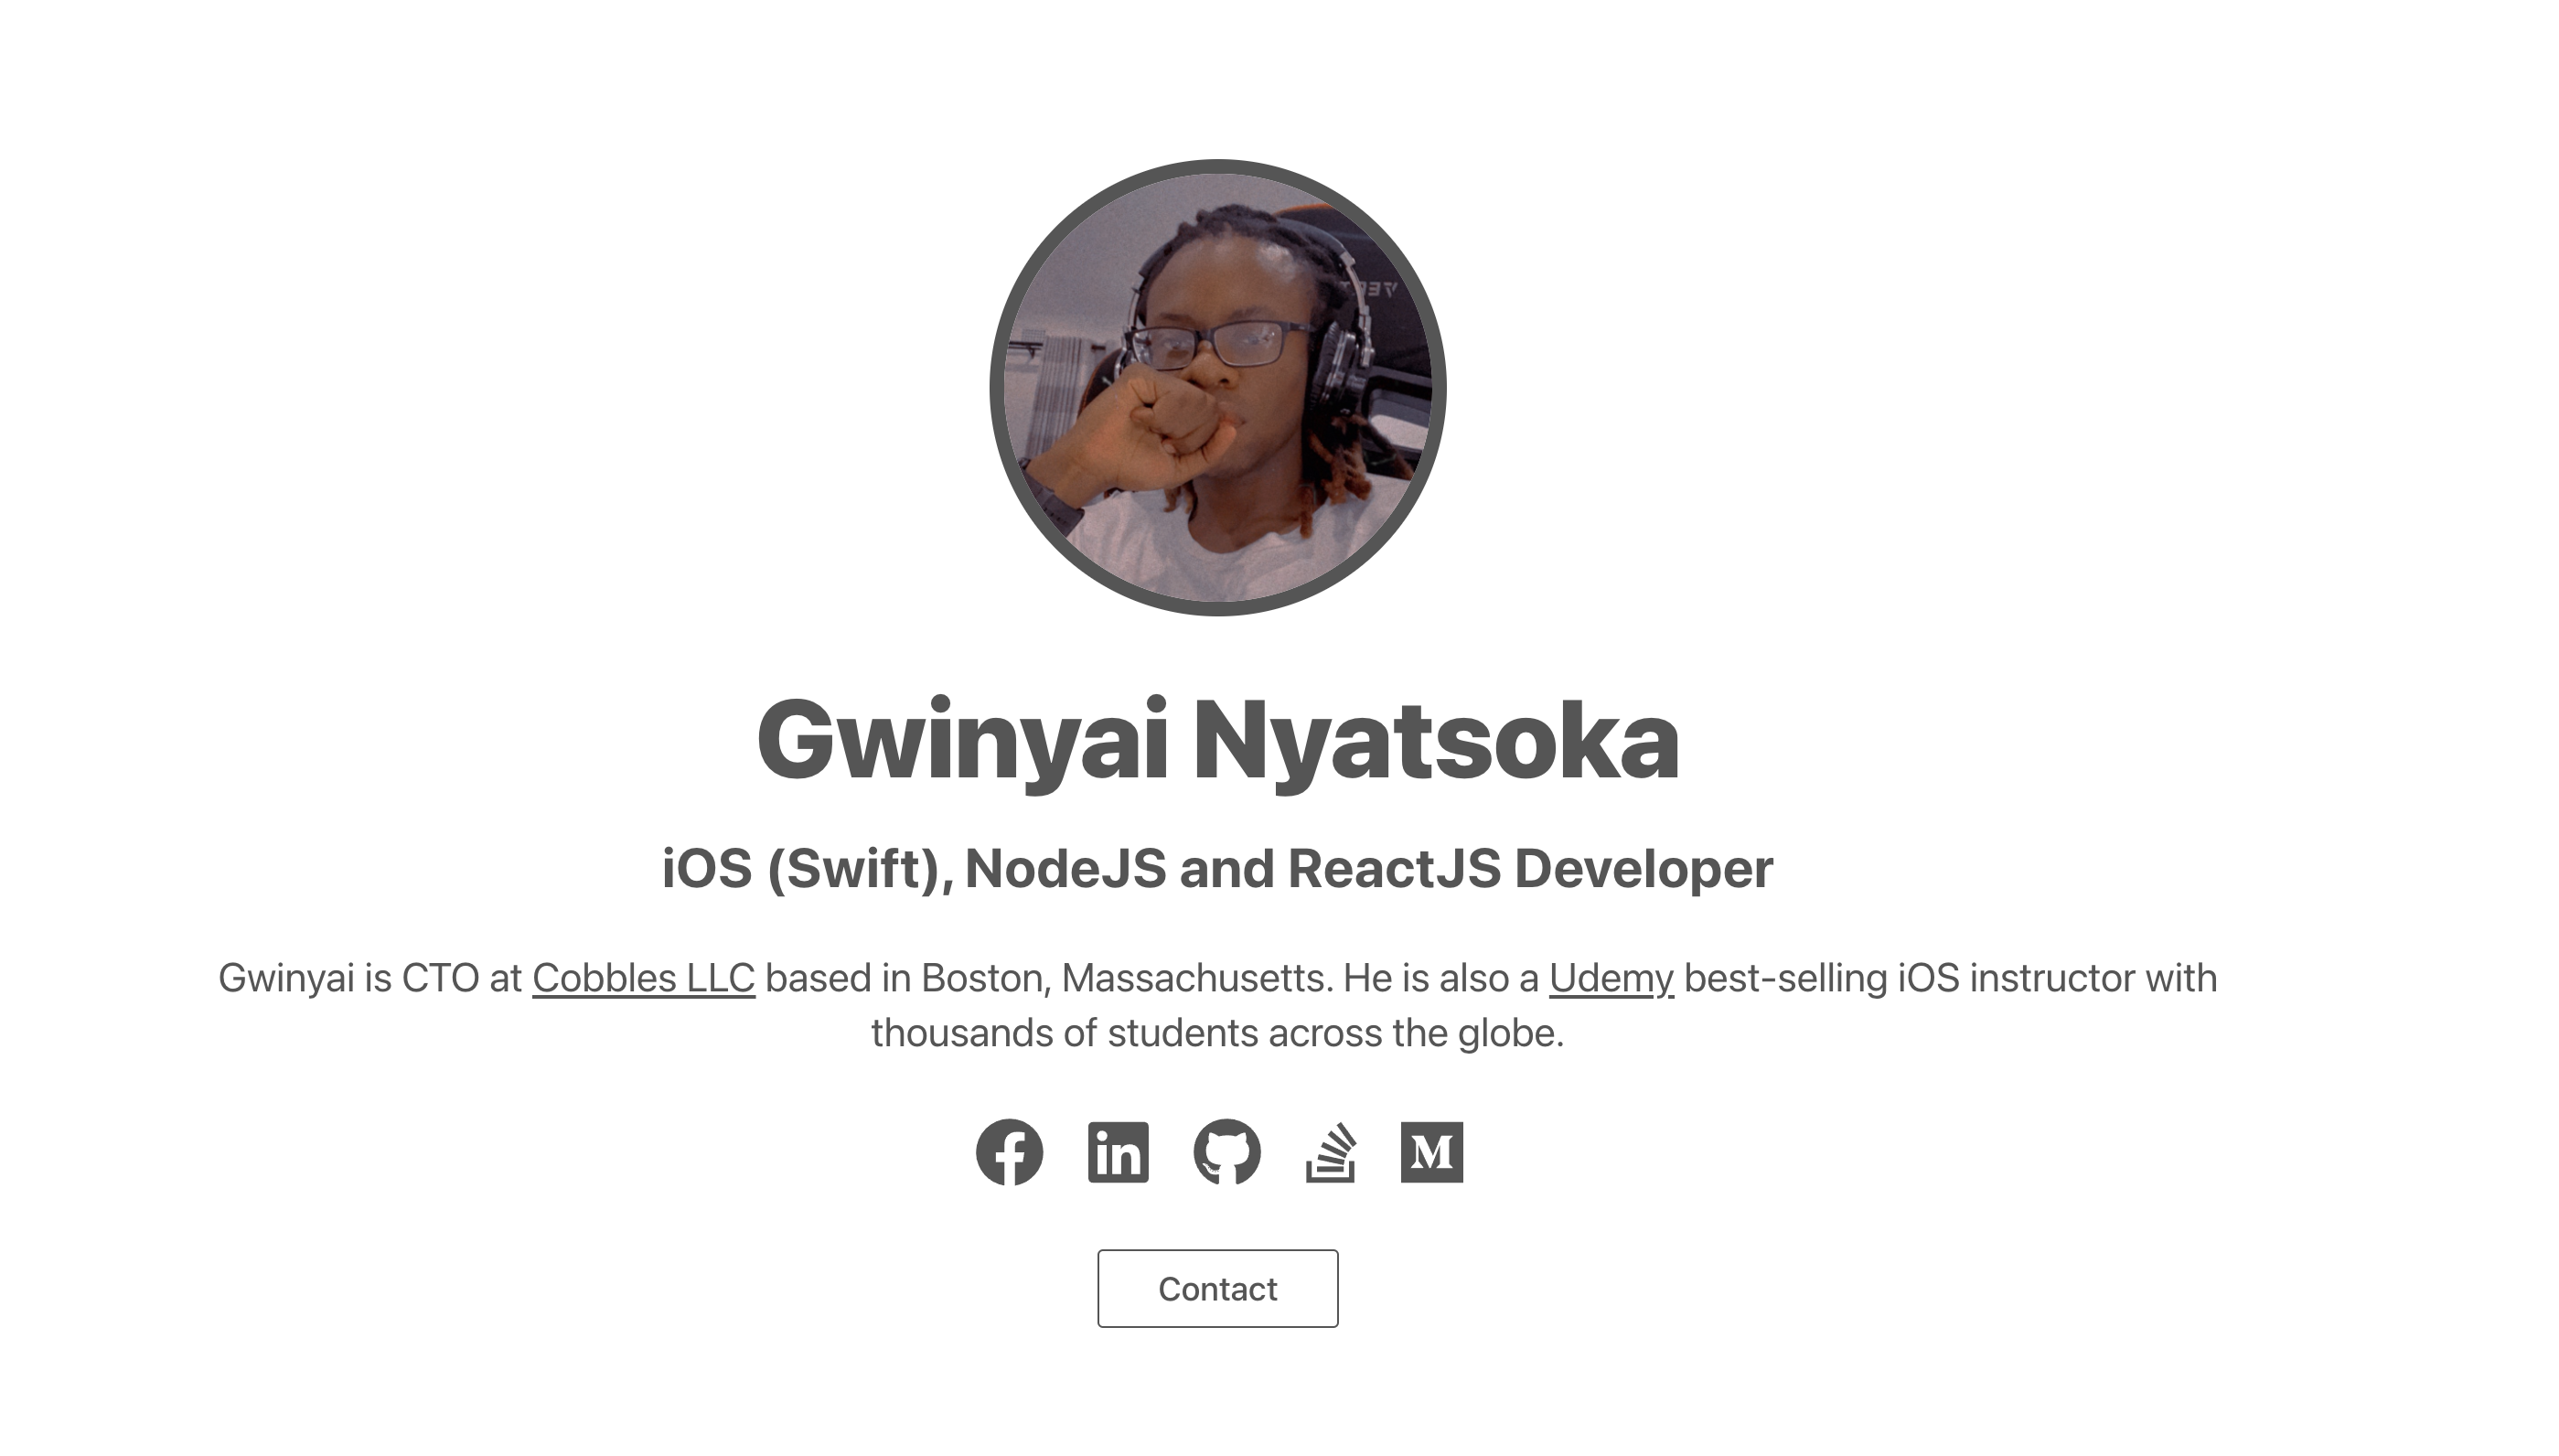 Gwinyai Nyatsoka
iOS (Swift), NodeJS and ReactJS Developer
Gwinyai is CTO at Cobbles LLC based in Boston, Massachusetts. He is also a Udemy best-selling iOS instructor with
thousands of students across the globe.
in
M
Contact